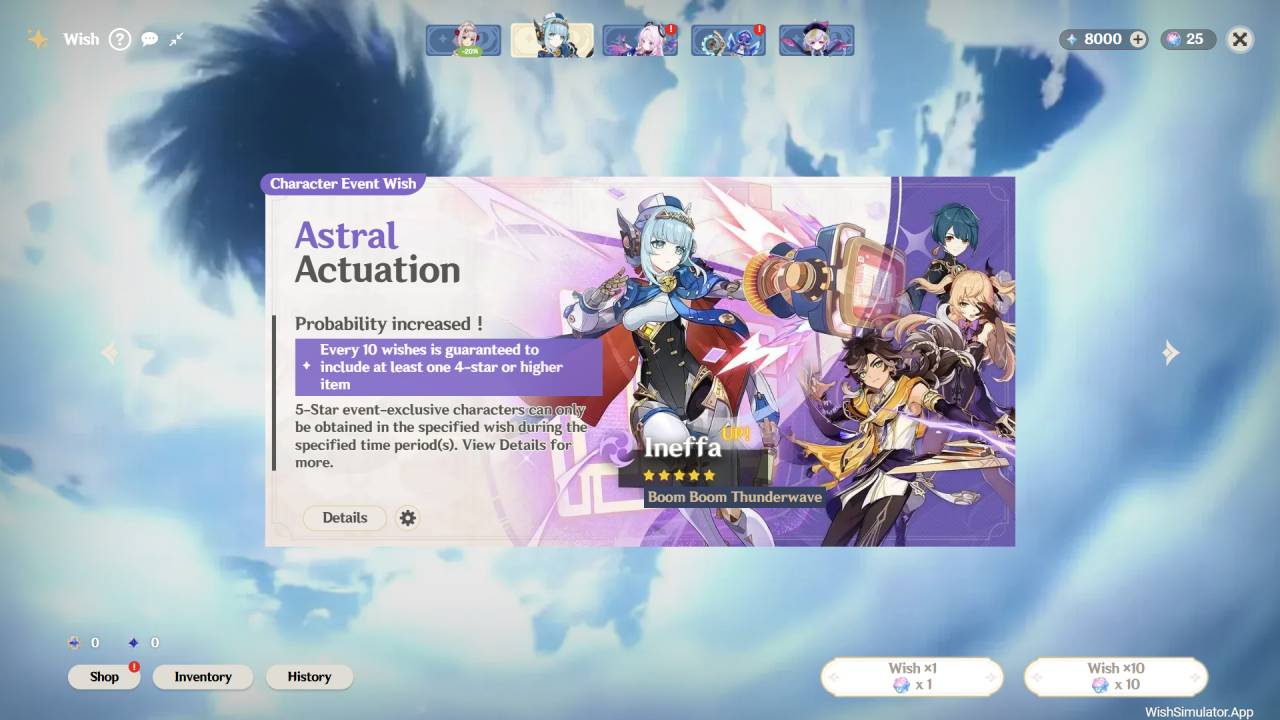 Wish ?
-20%
!
!
8000 +
25
Character Event Wish
Astral
Actuation
Probability increased !
Every 10 wishes is guaranteed to
include at least one 4-star or higher
item
5-Star event-exclusive characters can only
be obtained in the specified wish during the
specified time period(s). View Details for
more.
Details
UP!
Ineffa
Boom Boom Thunderwave
0
0
Shop
!
Inventory
History
Wish ×1
x 1
Wish ×10
x 10
WishSimulator.App